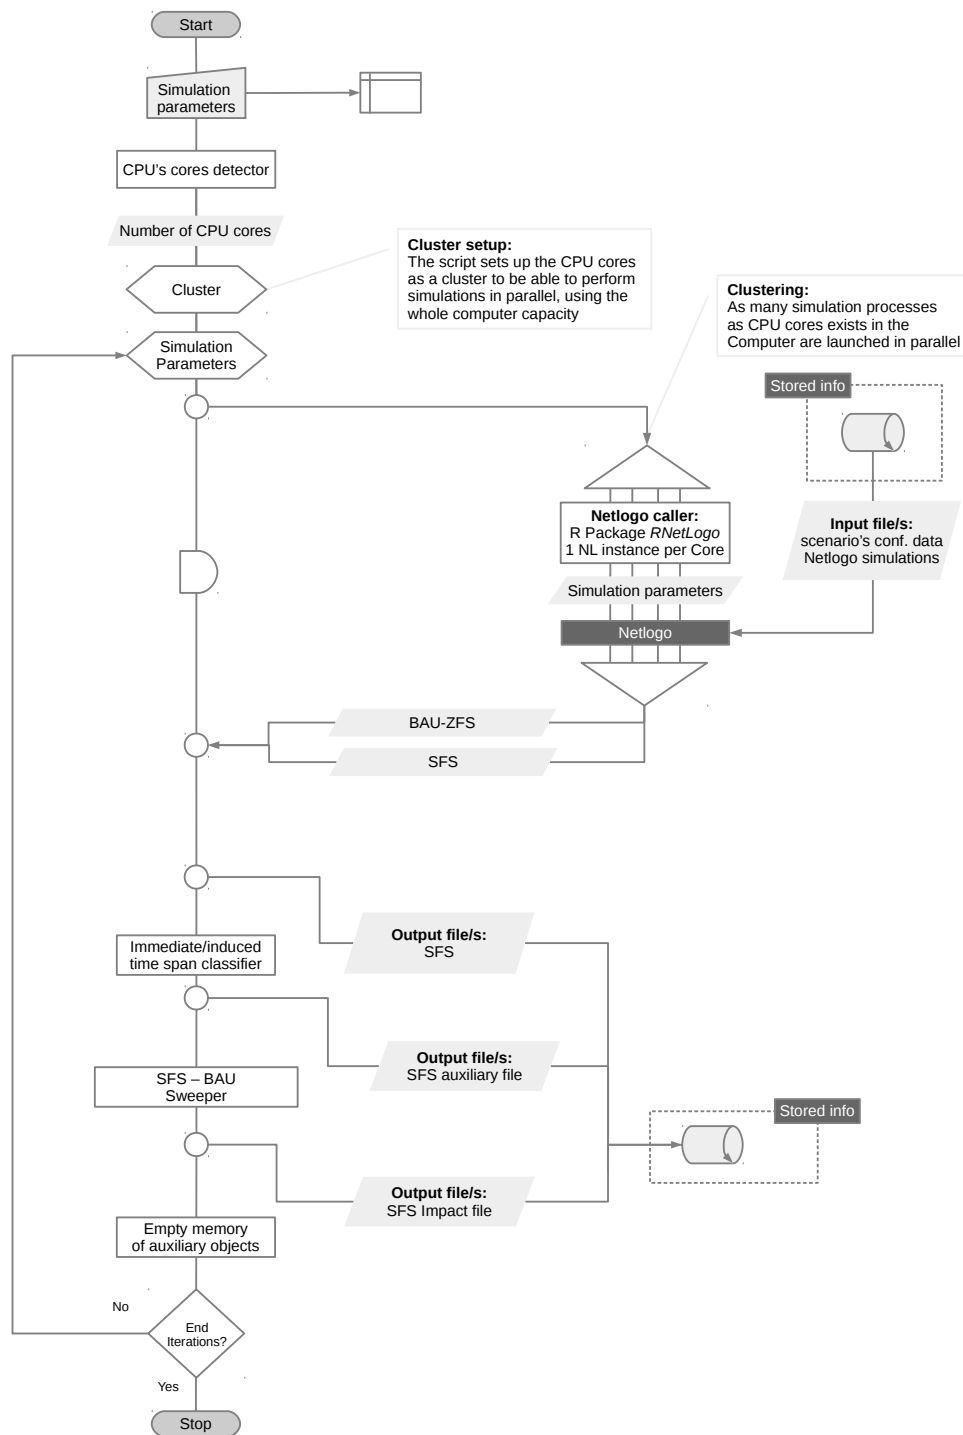 Start
Simulation
parameters
CPU's cores detector
Number of CPU cores
Cluster
Cluster setup:
The script sets up the CPU cores
as a cluster to be able to perform
simulations in parallel, using the
whole computer capacity
Clustering:
As many simulation processes
as CPU cores exists in the
Computer are launched in parallel
Simulation
Parameters
Stored info
Netlogo caller:
R Package RNetLogo
1 NL instance per Core
Input file/s:
scenario's conf. data
Netlogo simulations
Simulation parameters
Netlogo
BAU-ZFS
SFS
Output file/s:
SFS
Immediate/induced
time span classifier
Output file/s:
SFS auxiliary file
SFS – BAU
Sweeper
Stored info
Output file/s:
SFS Impact file
Empty memory
of auxiliary objects
No
End
Iterations?
Yes
Stop